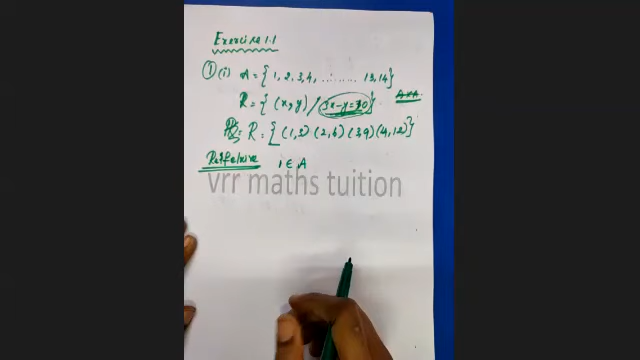 Exercise 1.1
① (i) A = { 1, 2, 3, 4, ......... 13, 14}
R = { (x, y) / 3x-y=0}
R = { (1,3) (2,6) (3,9) (4,12)}
Reflexive 1 ∈ A
vrr maths tuition